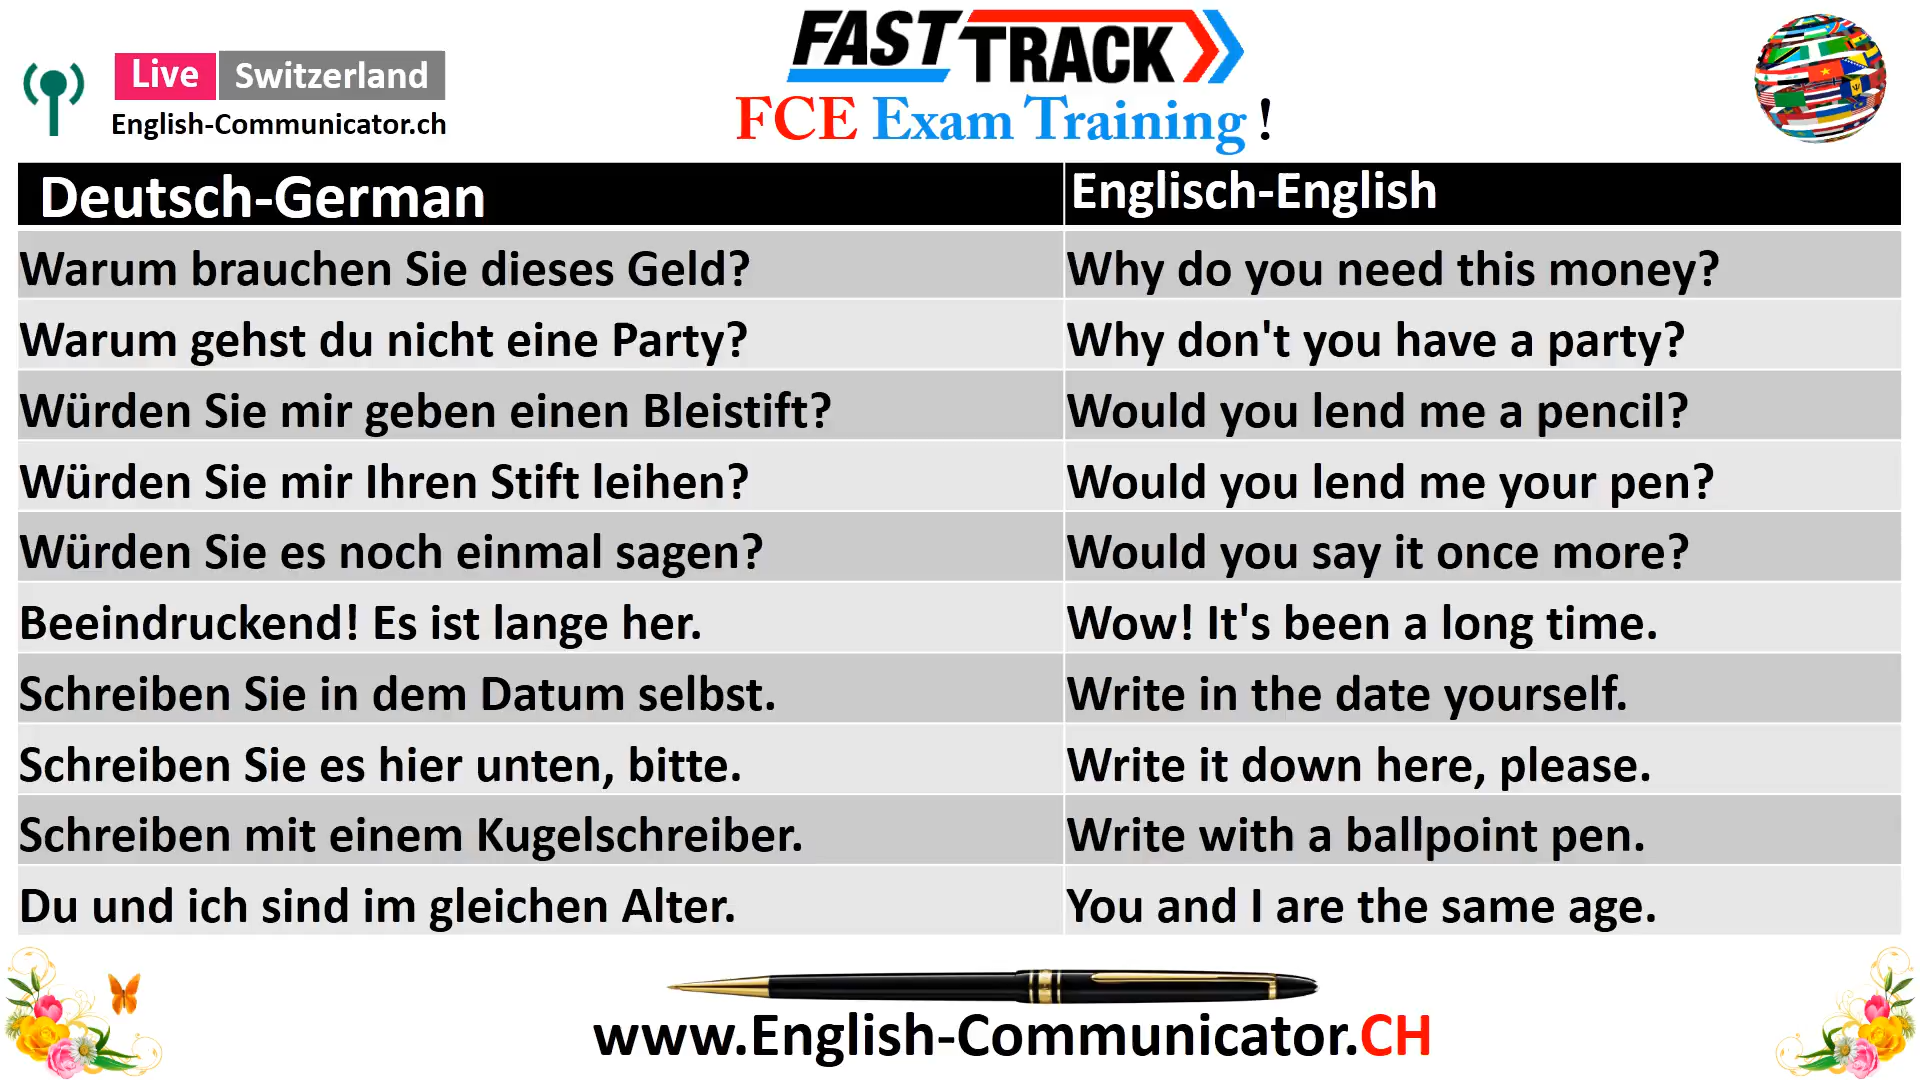 FAST TRACK
Live Switzerland
English-Communicator.ch
FCE Exam Training !
Deutsch-German Englisch-English
Warum brauchen Sie dieses Geld? Why do you need this money?
Warum gehst du nicht eine Party? Why don't you have a party?
Würden Sie mir geben einen Bleistift? Would you lend me a pencil?
Würden Sie mir Ihren Stift leihen? Would you lend me your pen?
Würden Sie es noch einmal sagen? Would you say it once more?
Beeindruckend! Es ist lange her. Wow! It's been a long time.
Schreiben Sie in dem Datum selbst. Write in the date yourself.
Schreiben Sie es hier unten, bitte. Write it down here, please.
Schreiben mit einem Kugelschreiber. Write with a ballpoint pen.
Du und ich sind im gleichen Alter. You and I are the same age.
www.English-Communicator.CH